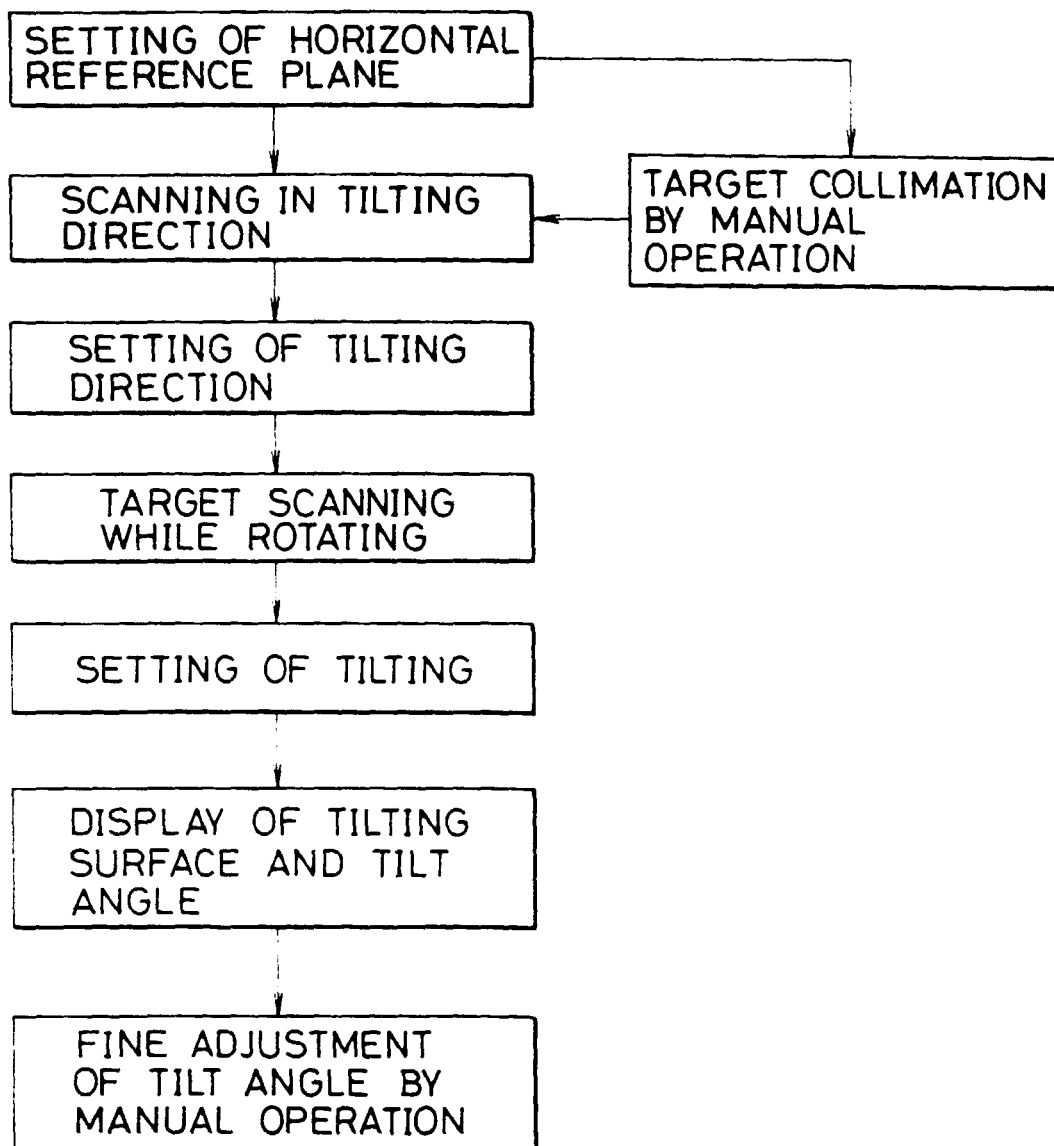 SETTING OF HORIZONTAL
REFERENCE PLANE
SCANNING IN TILTING
DIRECTION
TARGET COLLIMATION
BY MANUAL
OPERATION
SETTING OF TILTING
DIRECTION
TARGET SCANNING
WHILE ROTATING
SETTING OF TILTING
DISPLAY OF TILTING
SURFACE AND TILT
ANGLE
FINE ADJUSTMENT
OF TILT ANGLE BY
MANUAL OPERATION